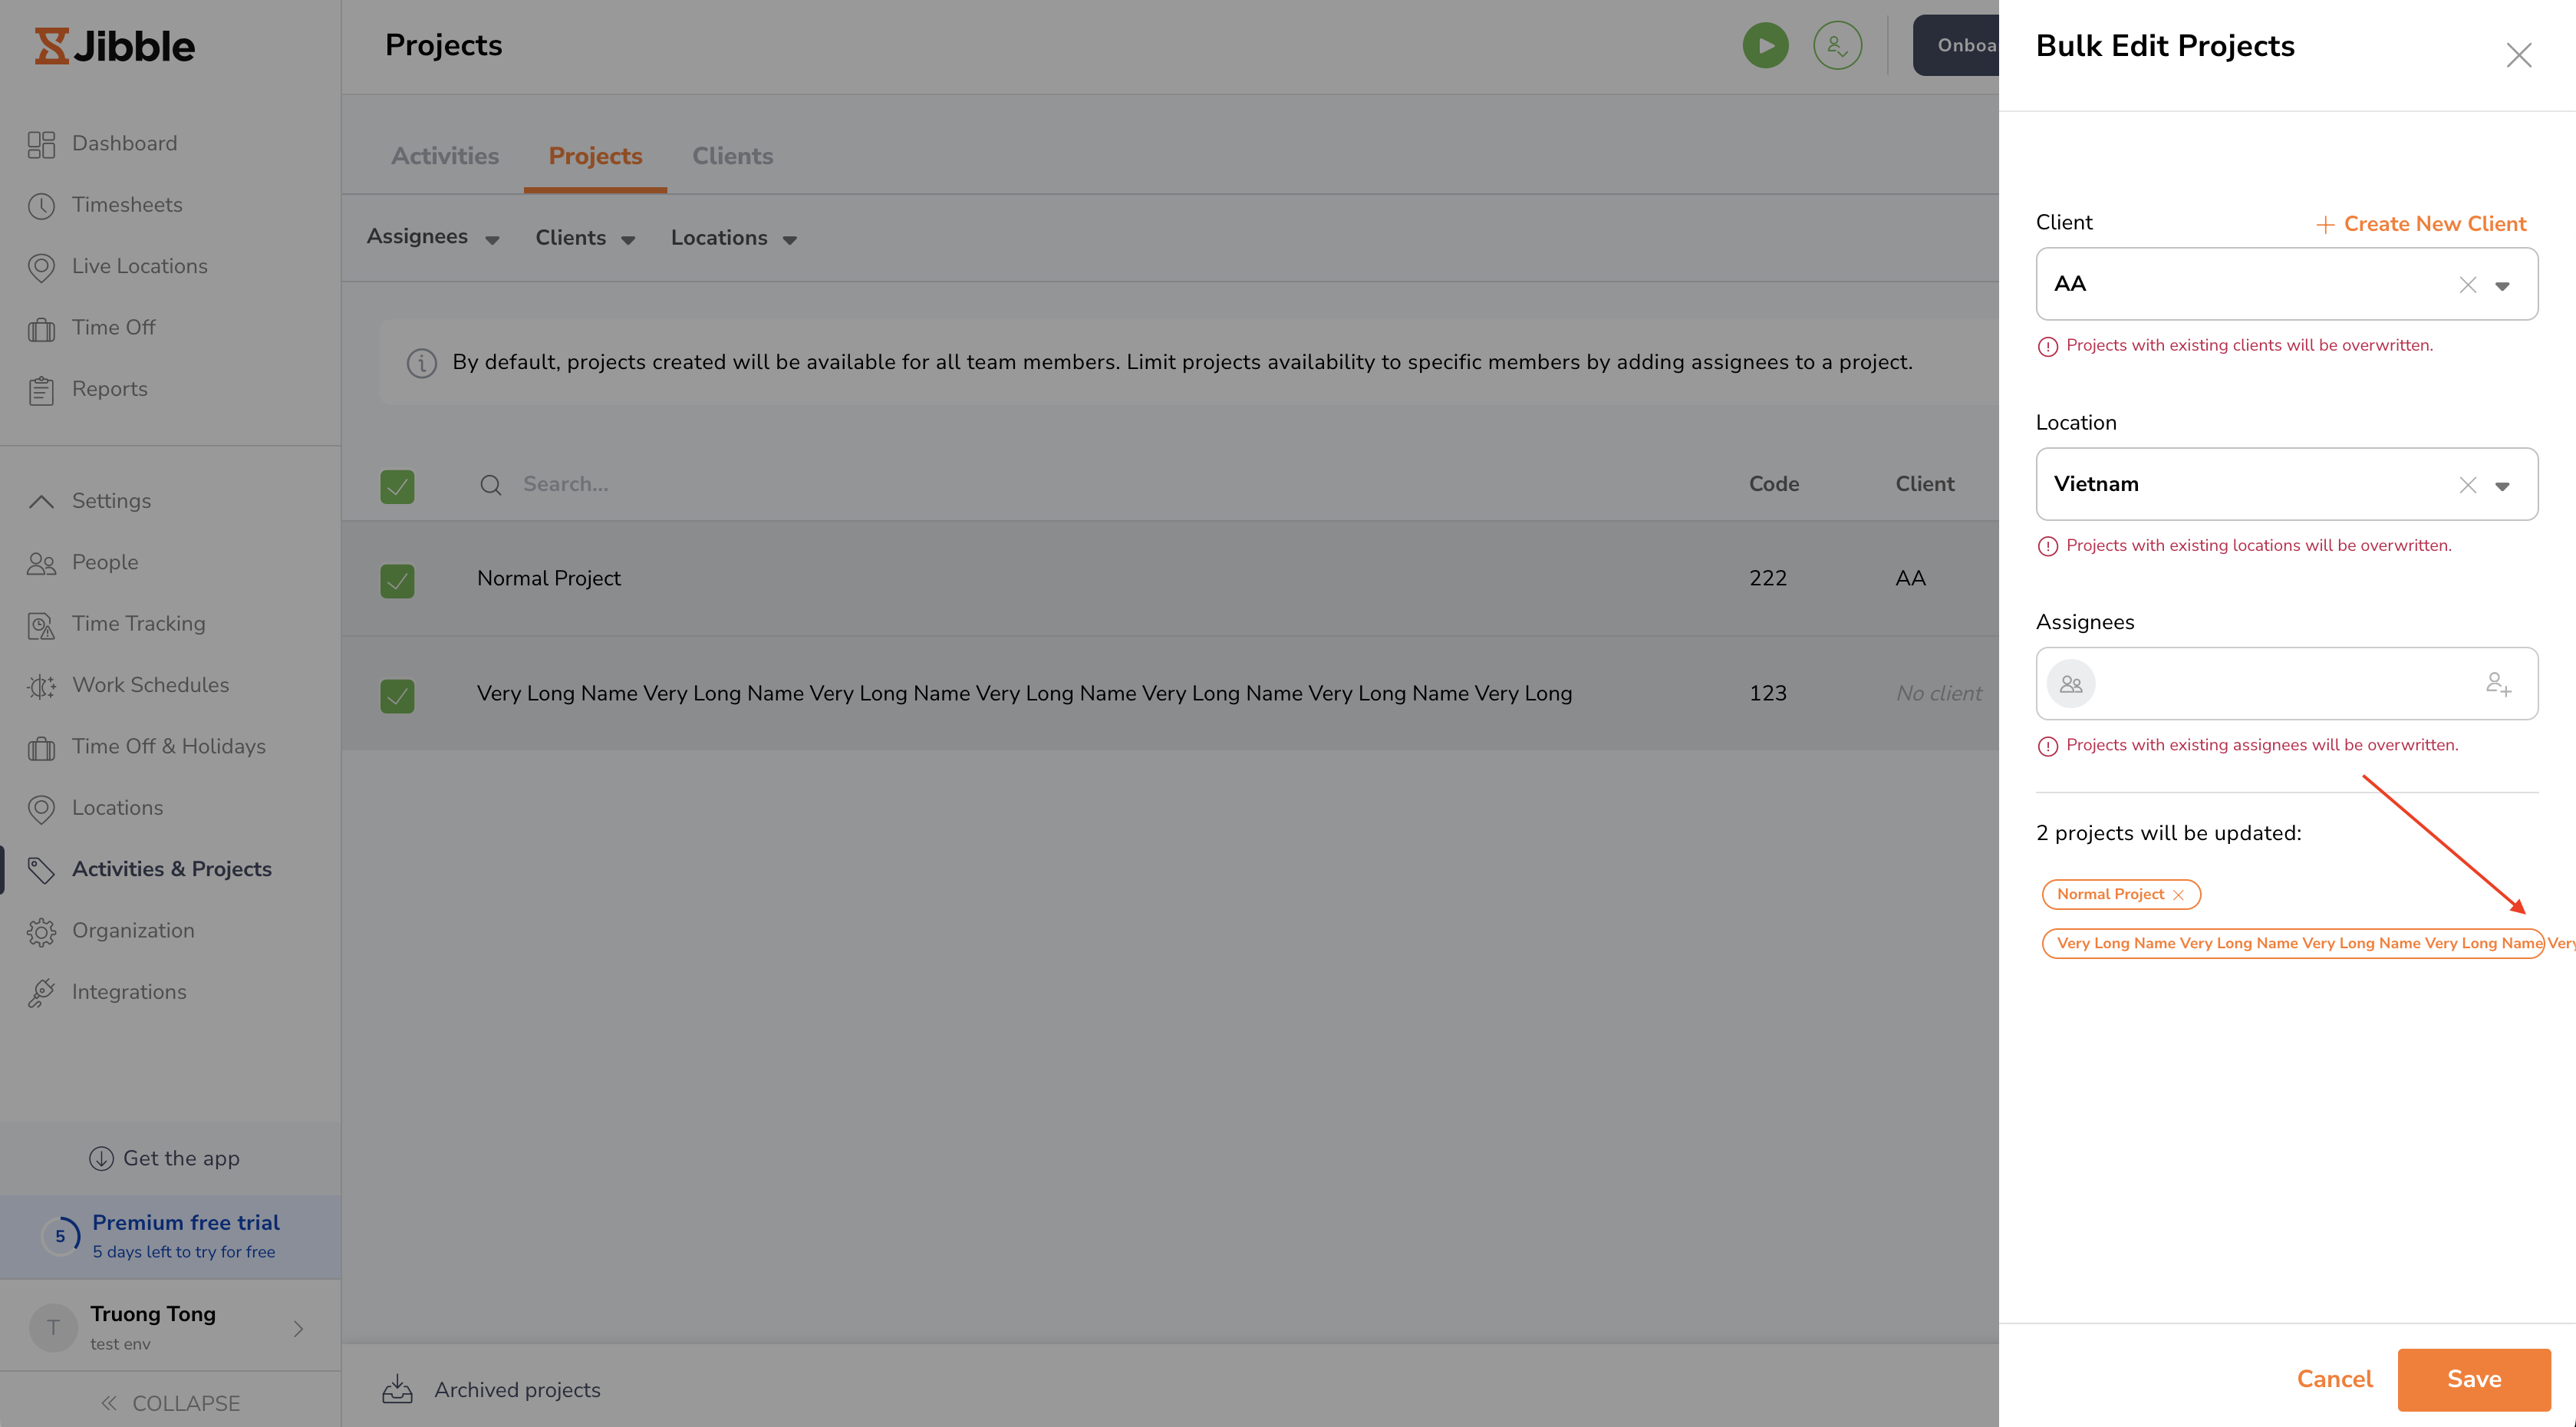 Jibble
Dashboard
Timesheets
Live Locations
Time Off
Reports
Settings
People
Time Tracking
Work Schedules
Time Off & Holidays
Locations
Activities & Projects
Organization
Integrations
Get the app
5
Premium free trial
5 days left to try for free
T
Truong Tong
test env
COLLAPSE
Projects
Onboa
Activities Projects Clients
Assignees Clients Locations
By default, projects created will be available for all team members. Limit projects availability to specific members by adding assignees to a project.
Search... Code Client
Normal Project 222 AA
Very Long Name Very Long Name Very Long Name Very Long Name Very Long Name Very Long Name Very Long 123 No client
Archived projects
Bulk Edit Projects
Client Create New Client
AA
Projects with existing clients will be overwritten.
Location
Vietnam
Projects with existing locations will be overwritten.
Assignees
Projects with existing assignees will be overwritten.
2 projects will be updated:
Normal Project
Very Long Name Very Long Name Very Long Name Very Long Name Very
Cancel Save